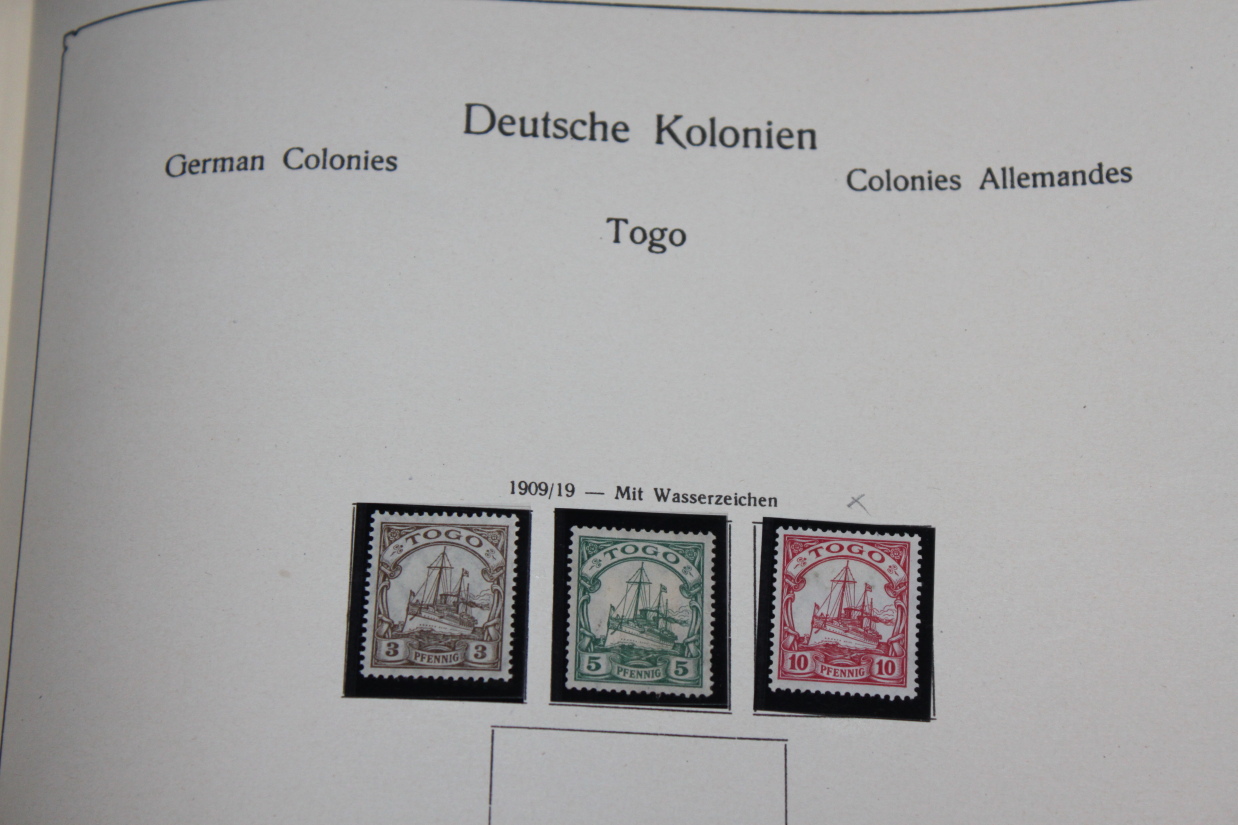 Deutsche Kolonien
German Colonies
Colonies Allemandes
Togo
1909/19 — Mit Wasserzeichen
TOGO
3 PFENNIG 3
TOGO
5 PFENNIG 5
TOGO
10 PFENNIG 10